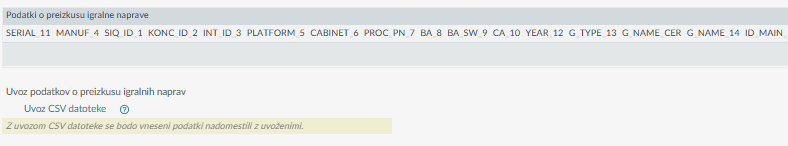 Podatki o preizkusu igralne naprave
SERIAL_11 MANUF_4 SIQ_ID_1 KONC_ID_2 INT_ID_3 PLATFORM_5 CABINET_6 PROC_PN_7 BA_8 BA_SW_9 CA_10 YEAR_12 G_TYPE_13 G_NAME_CER G_NAME_14 ID_MAIN_
Uvoz podatkov o preizkusu igralnih naprav
Uvoz CSV datoteke ?
Z uvozom CSV datoteke se bodo vneseni podatki nadomestili z uvoženimi.